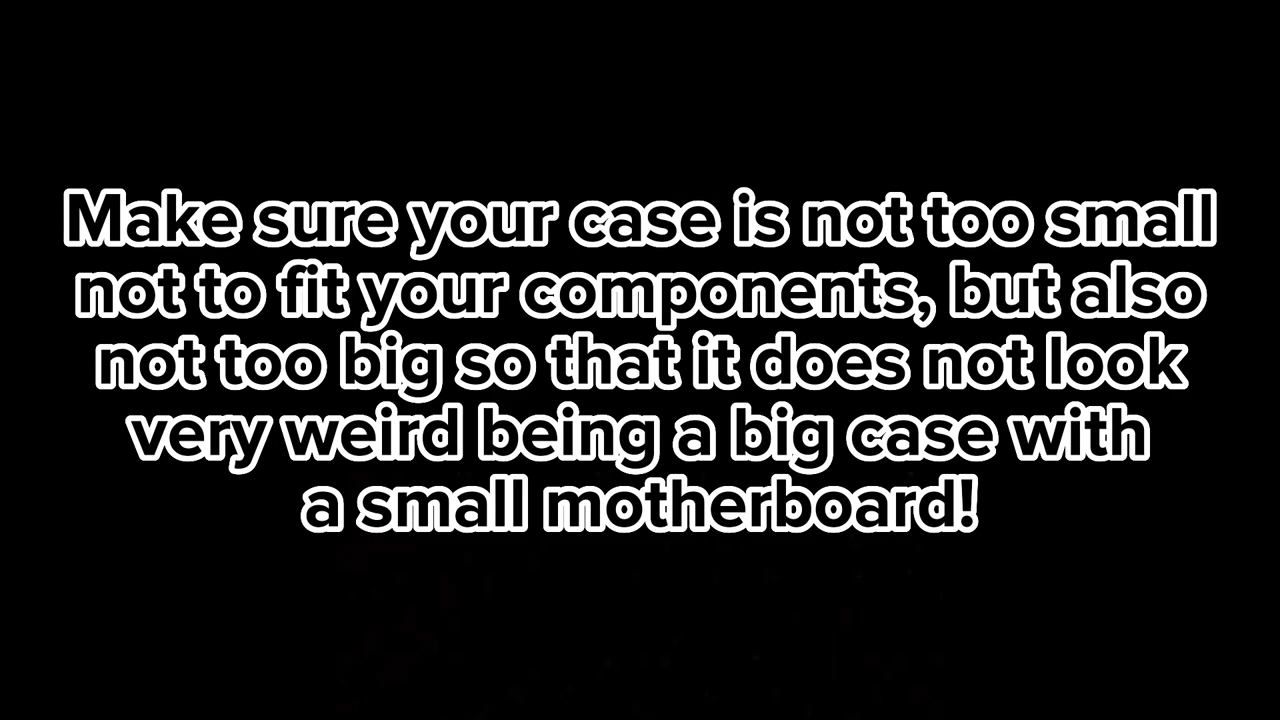 Make sure your case is not too small
not to fit your components, but also
not too big so that it does not look
very weird being a big case with
a small motherboard!